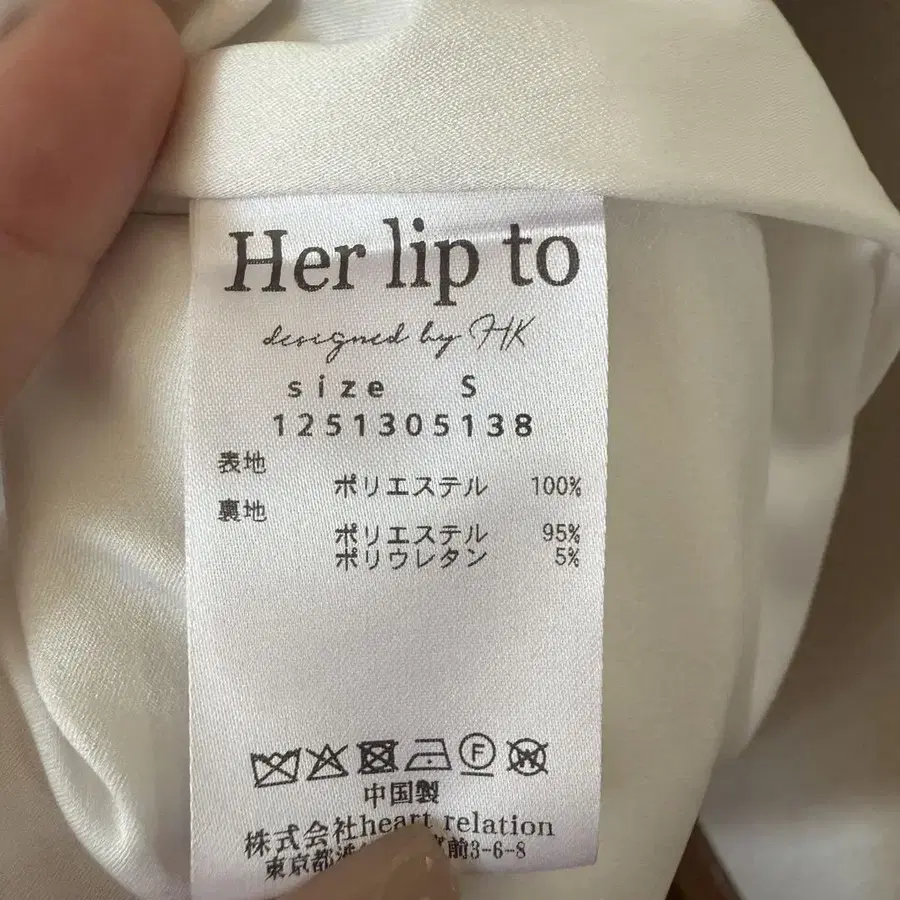 Her lip to
designed by HK
size S
1251305138
表地
ポリエステル 100%
裏地
ポリエステル 95%
ポリウレタン 5%
F
W
中国製
株式会社heart relation
東京都港 前3-6-8